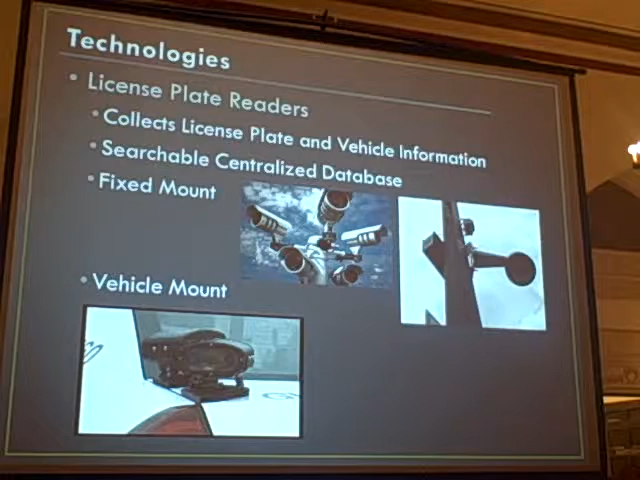 Technologies
• License Plate Readers
• Collects License Plate and Vehicle Information
• Searchable Centralized Database
• Fixed Mount
• Vehicle Mount